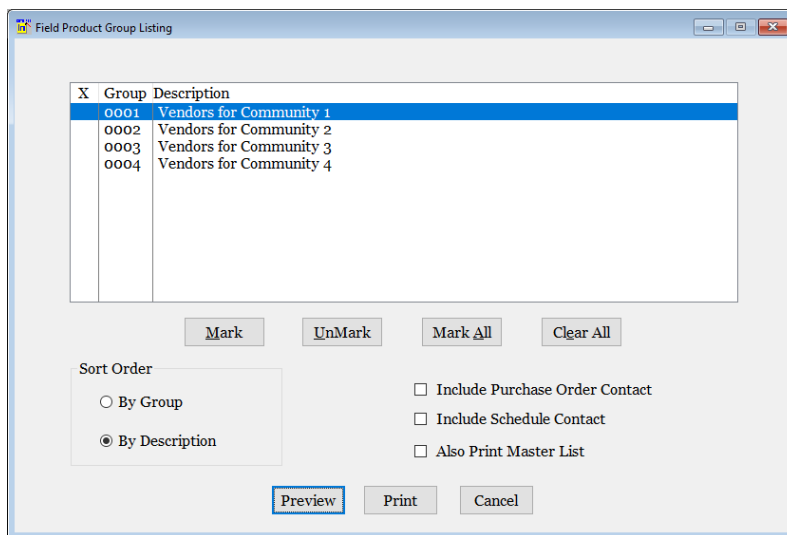 Field Product Group Listing
X Group Description
0001 Vendors for Community 1
0002 Vendors for Community 2
0003 Vendors for Community 3
0004 Vendors for Community 4
Mark UnMark Mark All Clear All
Sort Order
By Group
By Description
Include Purchase Order Contact
Include Schedule Contact
Also Print Master List
Preview Print Cancel